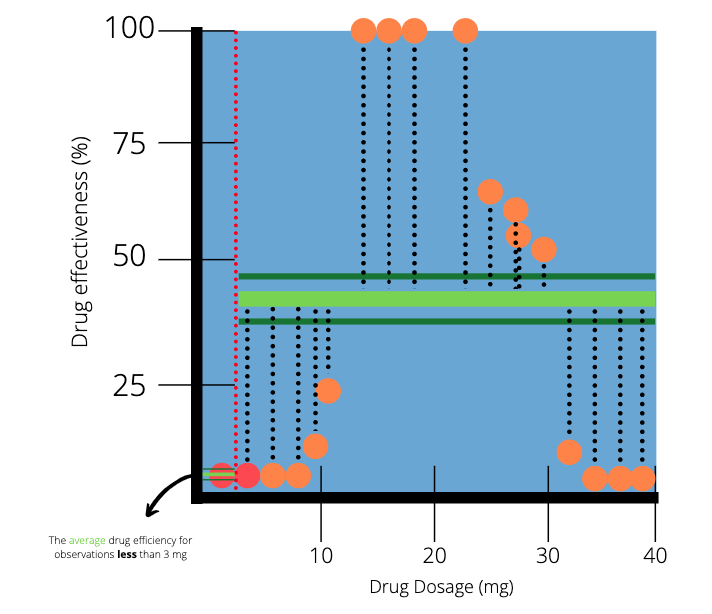 100
75
50
25
Drug effectiveness (%)
The average drug efficiency for
observations less than 3 mg
10
20
30
40
Drug Dosage (mg)